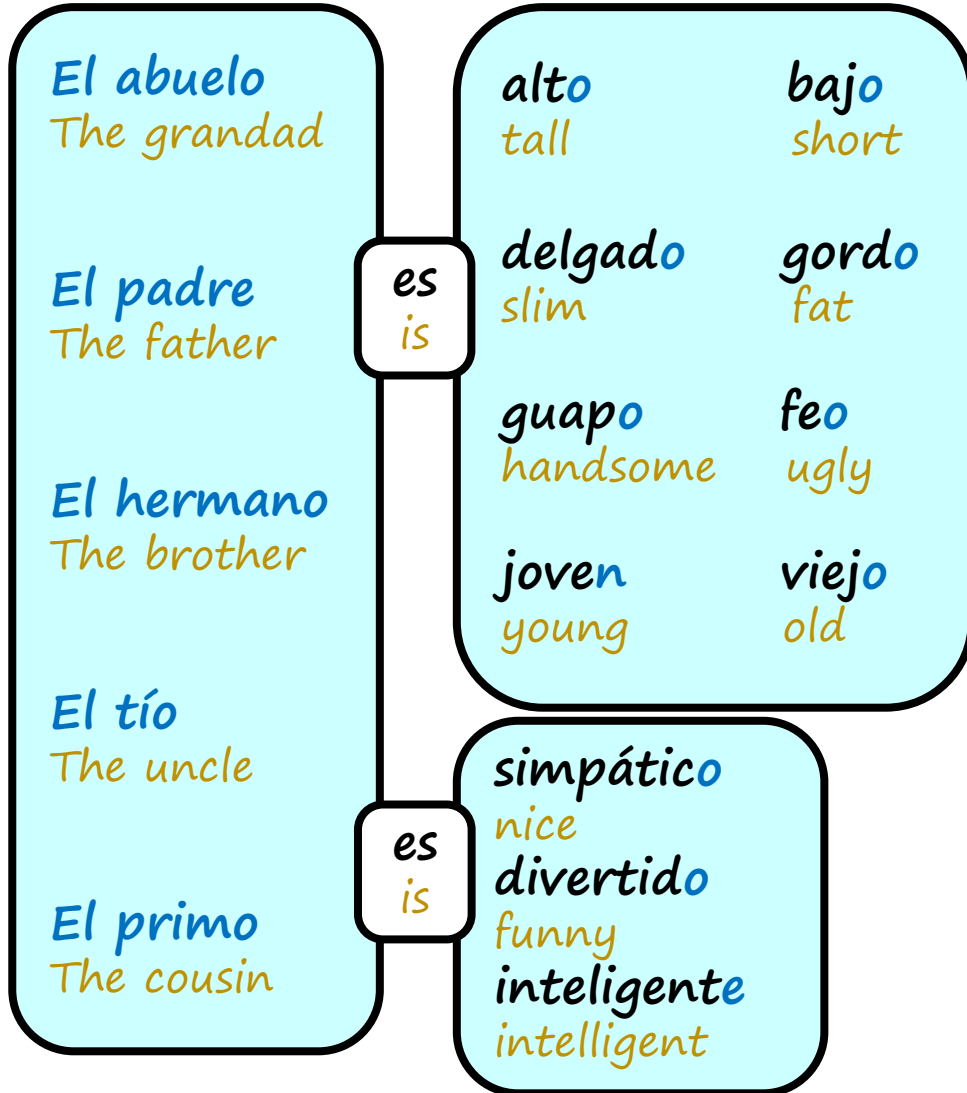 El abuelo
The grandad
El padre
The father
El hermano
The brother
El tío
The uncle
El primo
The cousin
es
is
es
is
alto bajo
tall short
delgado gordo
slim fat
guapo feo
handsome ugly
joven viejo
young old
simpático
nice
divertido
funny
inteligente
intelligent